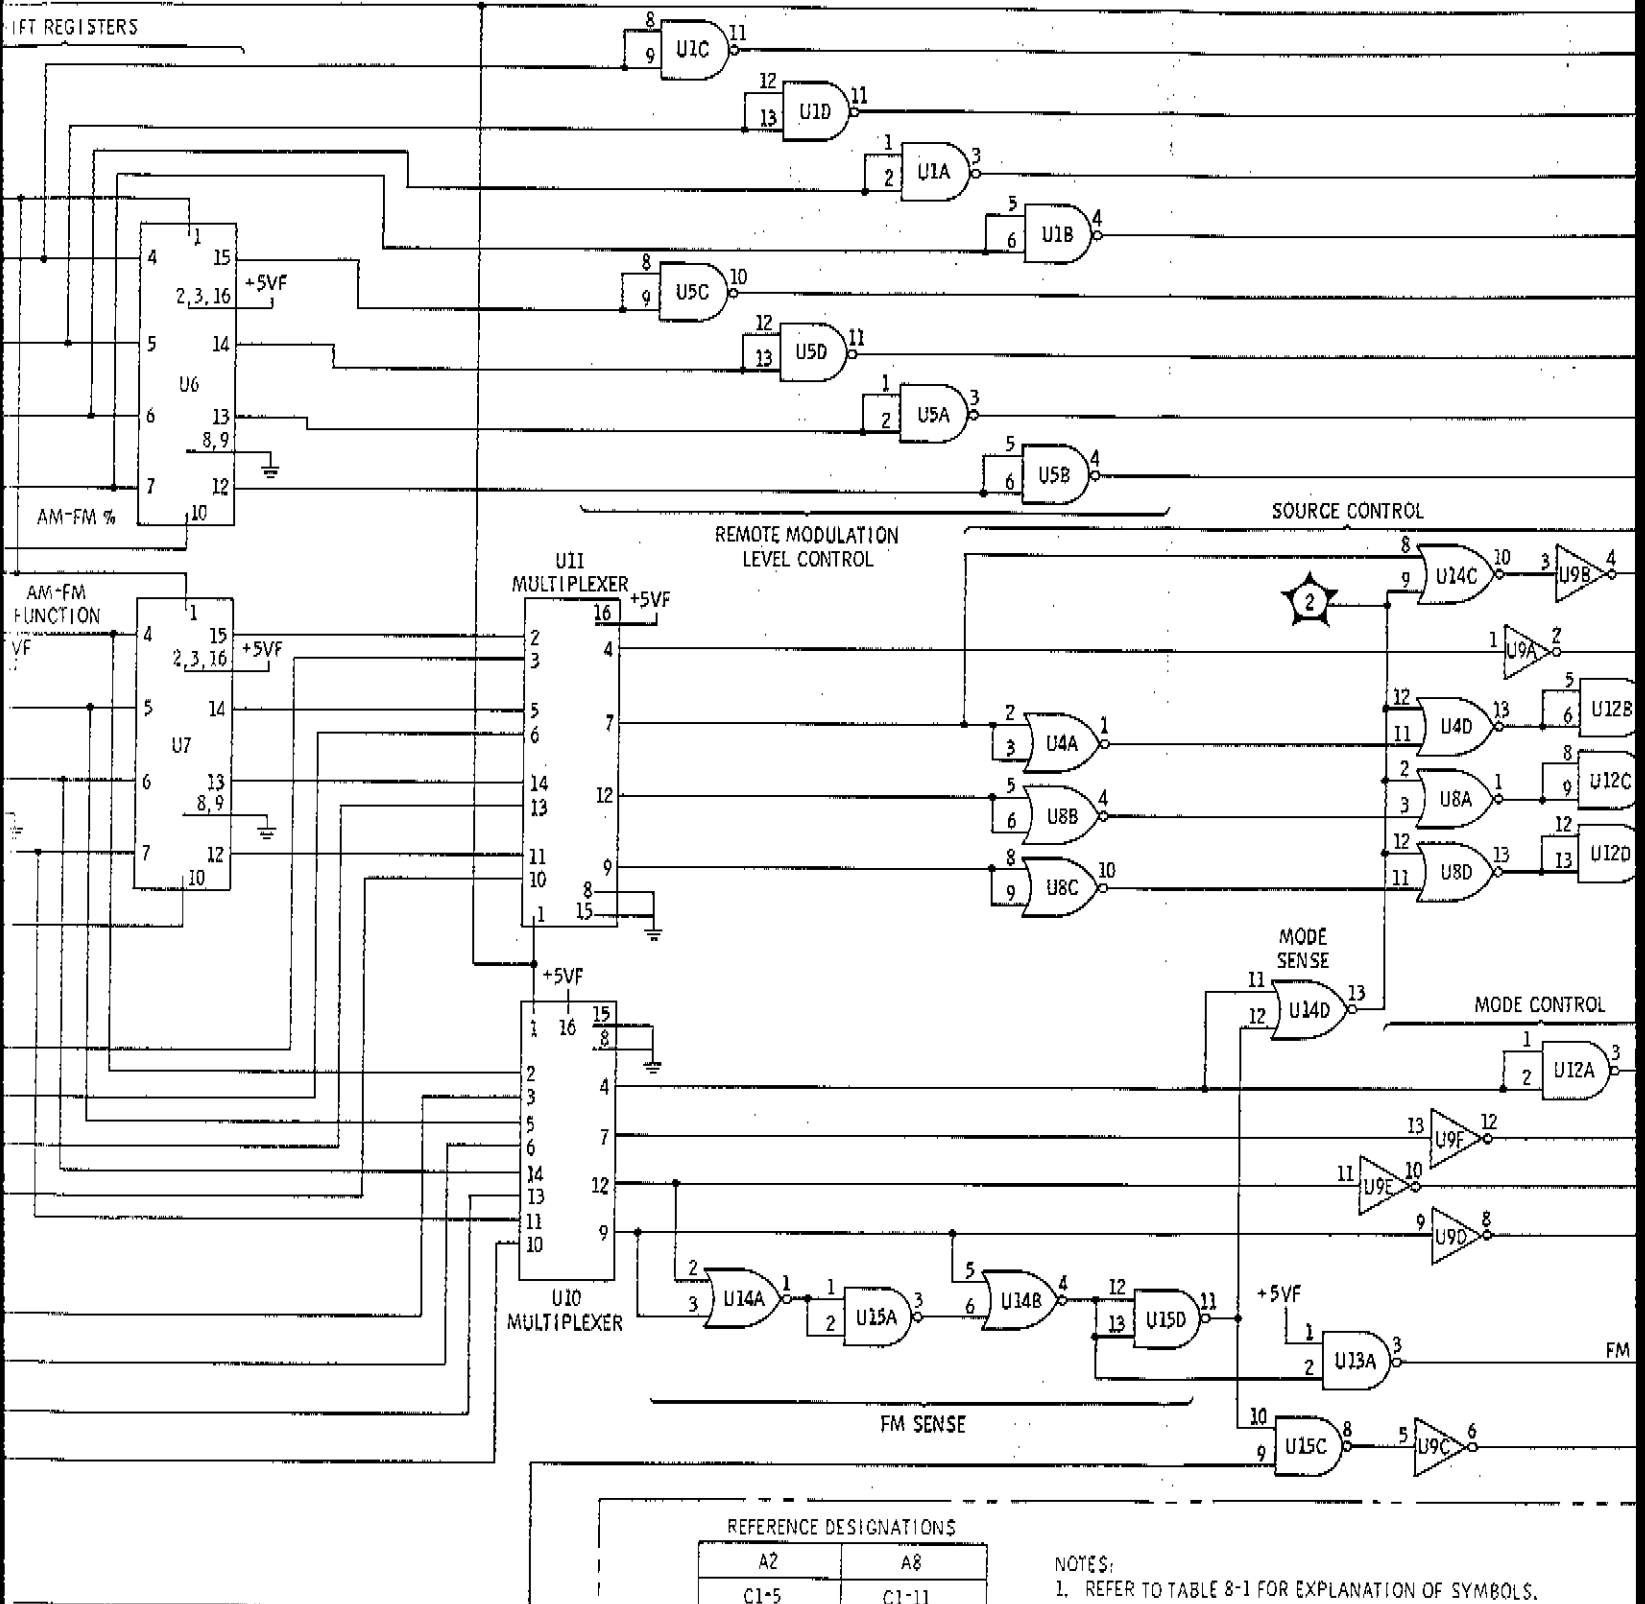 IFT REGISTERS
8
9
U1C
11
12
13
U1D
11
1
2
U1A
3
5
6
U1B
4
1
4
15
2,3,16
+5VF
5
14
U6
6
13
8,9
7
12
10
AM-FM %
8
9
U5C
10
12
13
U5D
11
1
2
U5A
3
5
6
U5B
4
REMOTE MODULATION
LEVEL CONTROL
SOURCE CONTROL
AM-FM
FUNCTION
VF
1
4
15
2,3,16
+5VF
5
14
U7
6
13
8,9
7
12
10
U11
MULTIPLEXER
16
+5VF
2
3
4
5
6
7
14
13
12
11
10
9
8
15
1
8
9
U14C
10
3
U9B
4
2
1
U9A
2
2
3
U4A
1
12
11
U4D
13
5
6
U12B
5
6
U8B
4
2
3
U8A
1
8
9
U12C
8
9
U8C
10
12
11
U8D
13
12
13
U12D
MODE
SENSE
11
12
U14D
13
MODE CONTROL
1
2
U12A
3
+5VF
1
16
15
8
2
3
4
5
6
7
14
13
12
11
10
9
U10
MULTIPLEXER
13
U9F
12
11
U9E
10
9
U9D
8
2
3
U14A
1
1
2
U15A
3
5
6
U14B
4
12
13
U15D
11
+5VF
1
2
U13A
3
FM
FM SENSE
10
9
U15C
8
5
U9C
6
REFERENCE DESIGNATIONS
A2
A8
C1-5
C1-11
NOTES:
1. REFER TO TABLE 8-1 FOR EXPLANATION OF SYMBOLS.